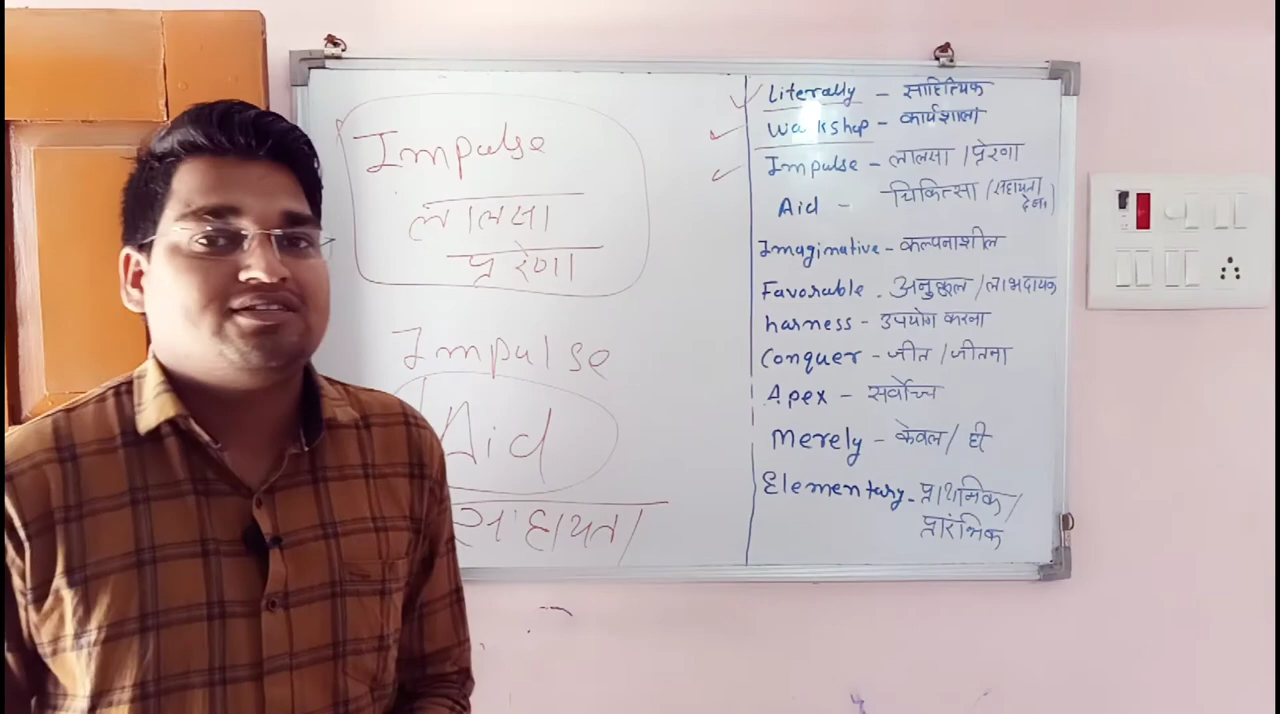 Impulse
लालसा
प्रेरणा
Impulse
Aid
सहायता
Literally - साहित्यिक
Workshop - कार्यशाला
Impulse - लालसा / प्रेरणा
Aid - चिकित्सा (सहायता देना)
Imaginative - कल्पनाशील
Favorable - अनुकूल / लाभदायक
harness - उपयोग करना
Conquer - जीत / जीतना
Apex - सर्वोच्च
Merely - केवल / ही
Elementary - प्राथमिक /
प्रारंभिक